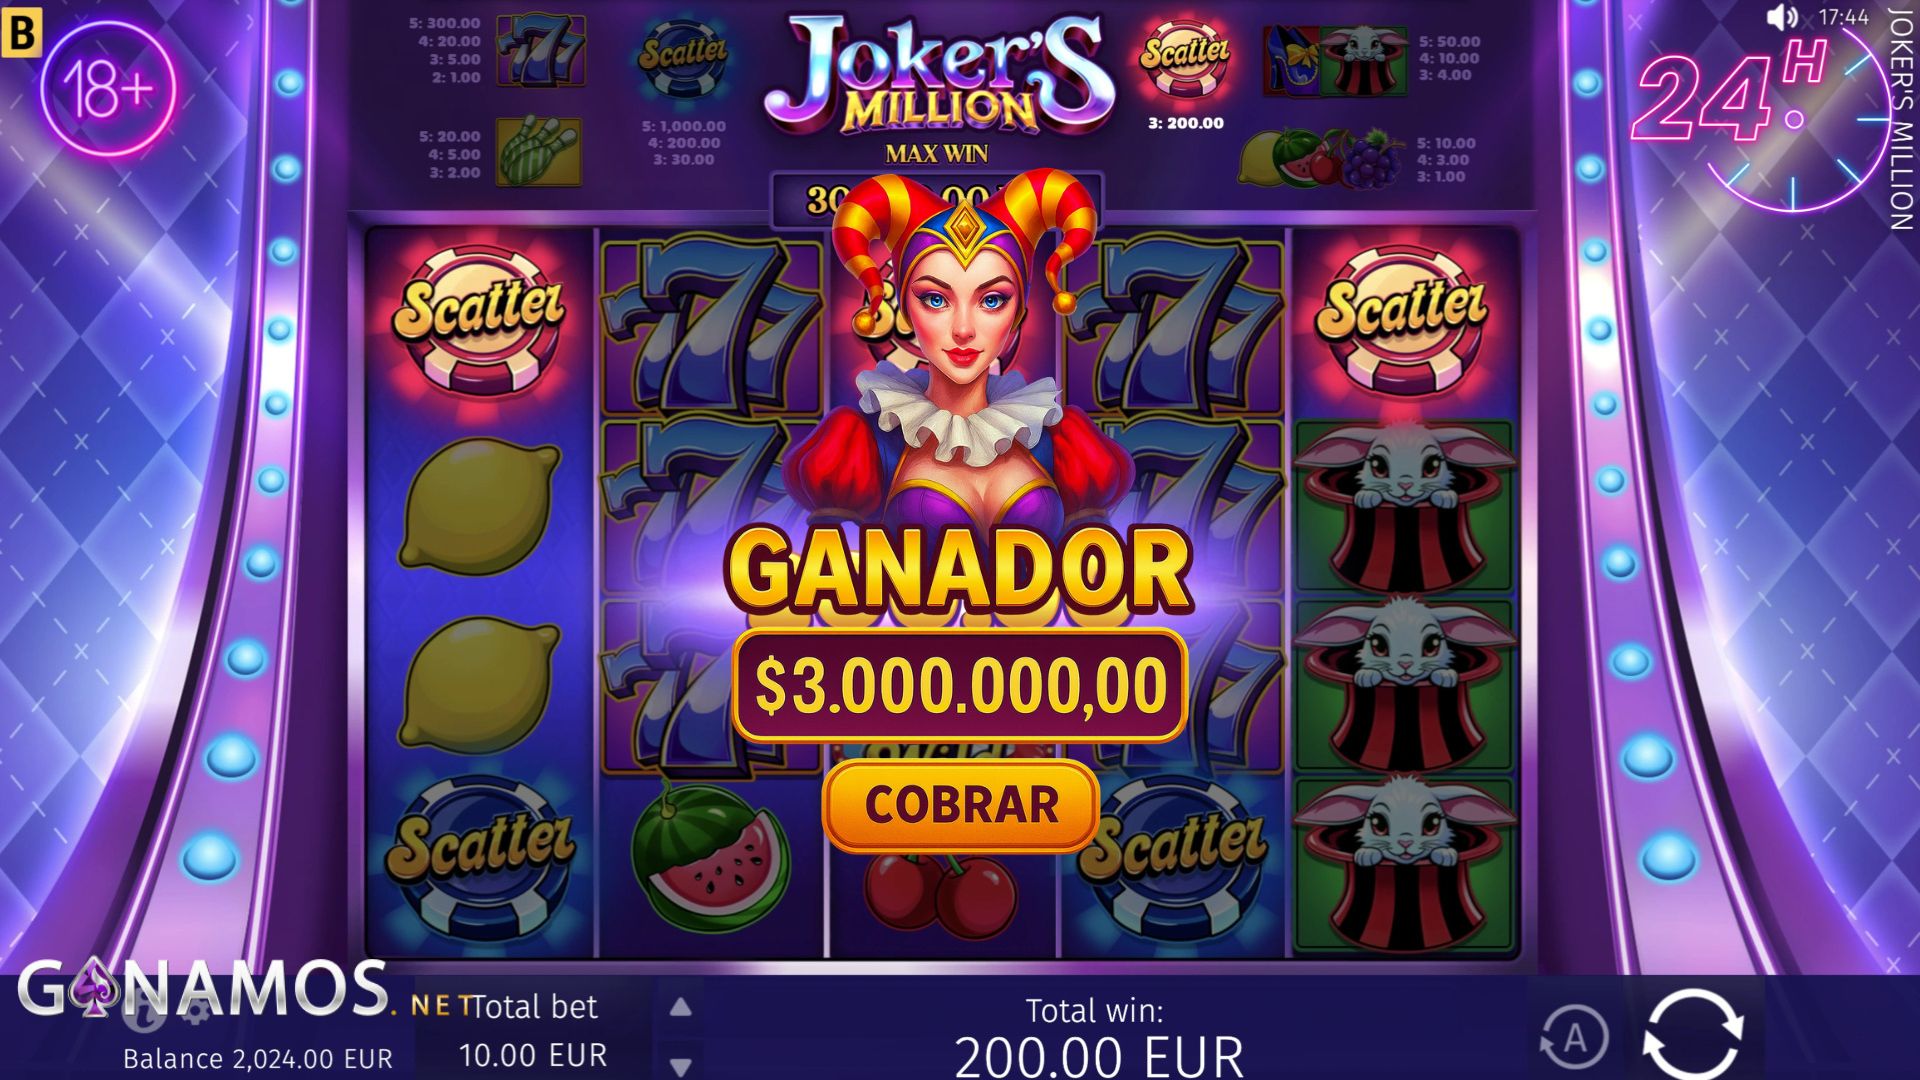 B
18+
5: 300.00
4: 20.00
3: 5.00
2: 1.00
Scatter
5: 1,000.00
4: 200.00
3: 30.00
5: 20.00
4: 5.00
3: 2.00
JOKER'S
MILLION
MAX WIN
Scatter
3: 200.00
5: 50.00
4: 10.00
3: 4.00
5: 10.00
4: 3.00
3: 1.00
17:44
24H
JOKER'S MILLION
Scatter
Scatter
GANADOR
$3.000.000,00
COBRAR
Scatter
Scatter
GANAMOS.NET
Total bet
10.00 EUR
Balance 2,024.00 EUR
Total win:
200.00 EUR
A